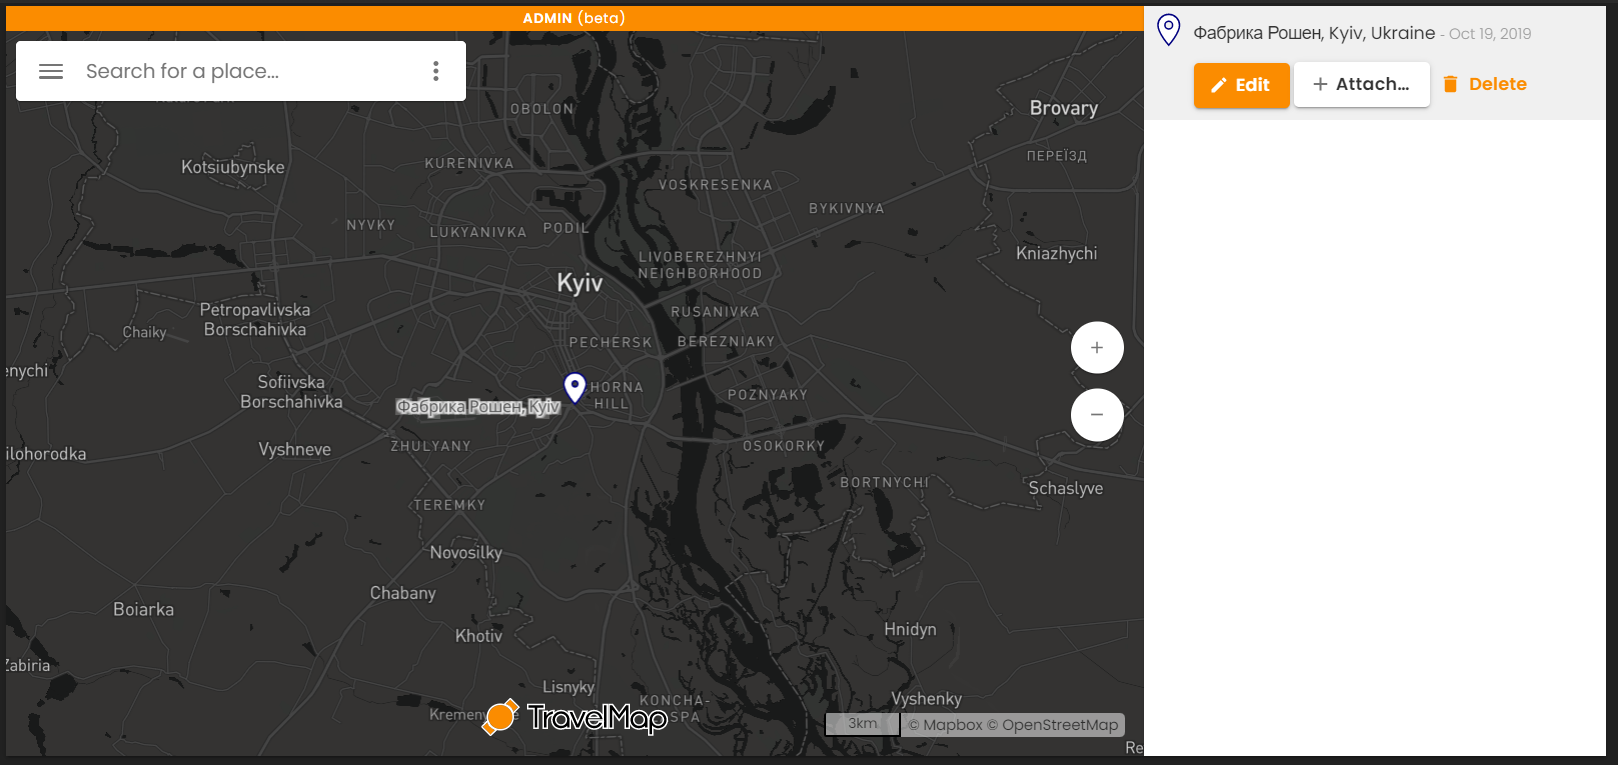 ADMIN (beta)
Search for a place...
Фабрика Рошен, Kyiv, Ukraine - Oct 19, 2019
Edit
+ Attach...
Delete
OBOLON
Brovary
ПЕРЕЇЗД
KURENIVKA
Kotsiubynske
VOSKRESENKA
BYKIVNYA
NYVKY
LUKYANIVKA
PODIL
Kniazhychi
LIVOBEREZHNYI
NEIGHBORHOOD
Kyiv
Petropavlivska
Borschahivka
RUSANIVKA
Chaiky
PECHERSK
BEREZNIAKY
+
enychi
Sofiivska
Borschahivka
HORNA
HILL
POZNYAKY
Фабрика Рошен, Kyiv
−
ZHULYANY
OSOKORKY
Vyshneve
ilohorodka
BORTNYCHI
Schaslyve
TEREMKY
Novosilky
Chabany
Boiarka
Hnidyn
Khotiv
Zabiria
Lisnyky
KONCHA-
SPA
Vyshenky
Kremen
e
TravelMap
3km
© Mapbox © OpenStreetMap
Re